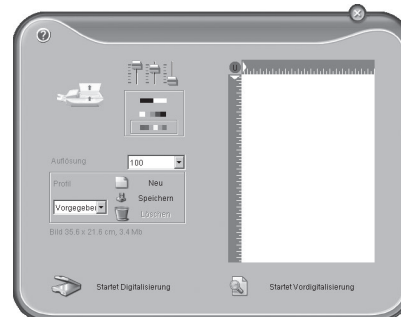 ?
U
Auflösung
100
Profil
Neu
Speichern
Vorgegeber
Löschen
Bild 35.6 x 21.6 cm, 3.4 Mb
Startet Digitalisierung
Startet Vordigitalisierung